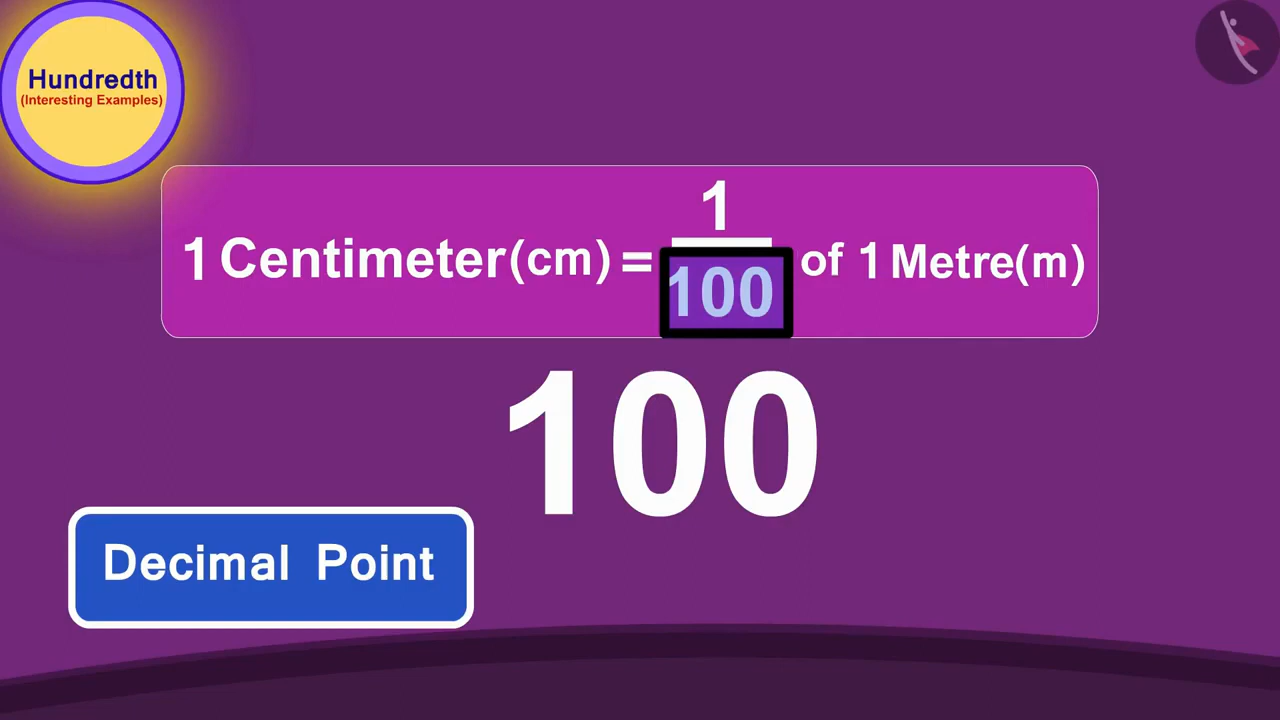 Hundredth
(Interesting Examples)
1 Centimeter(cm) = 1/100 of 1 Metre(m)
100
Decimal Point